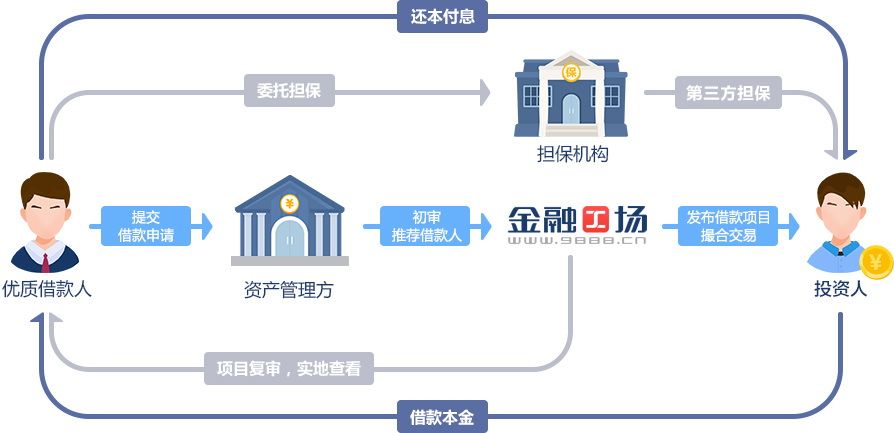 还本付息
委托担保
保
第三方担保
担保机构
提交
借款申请
¥
初审
推荐借款人
金融工场
www.9888.cn
发布借款项目
撮合交易
¥
优质借款人
资产管理方
投资人
项目复审，实地查看
借款本金